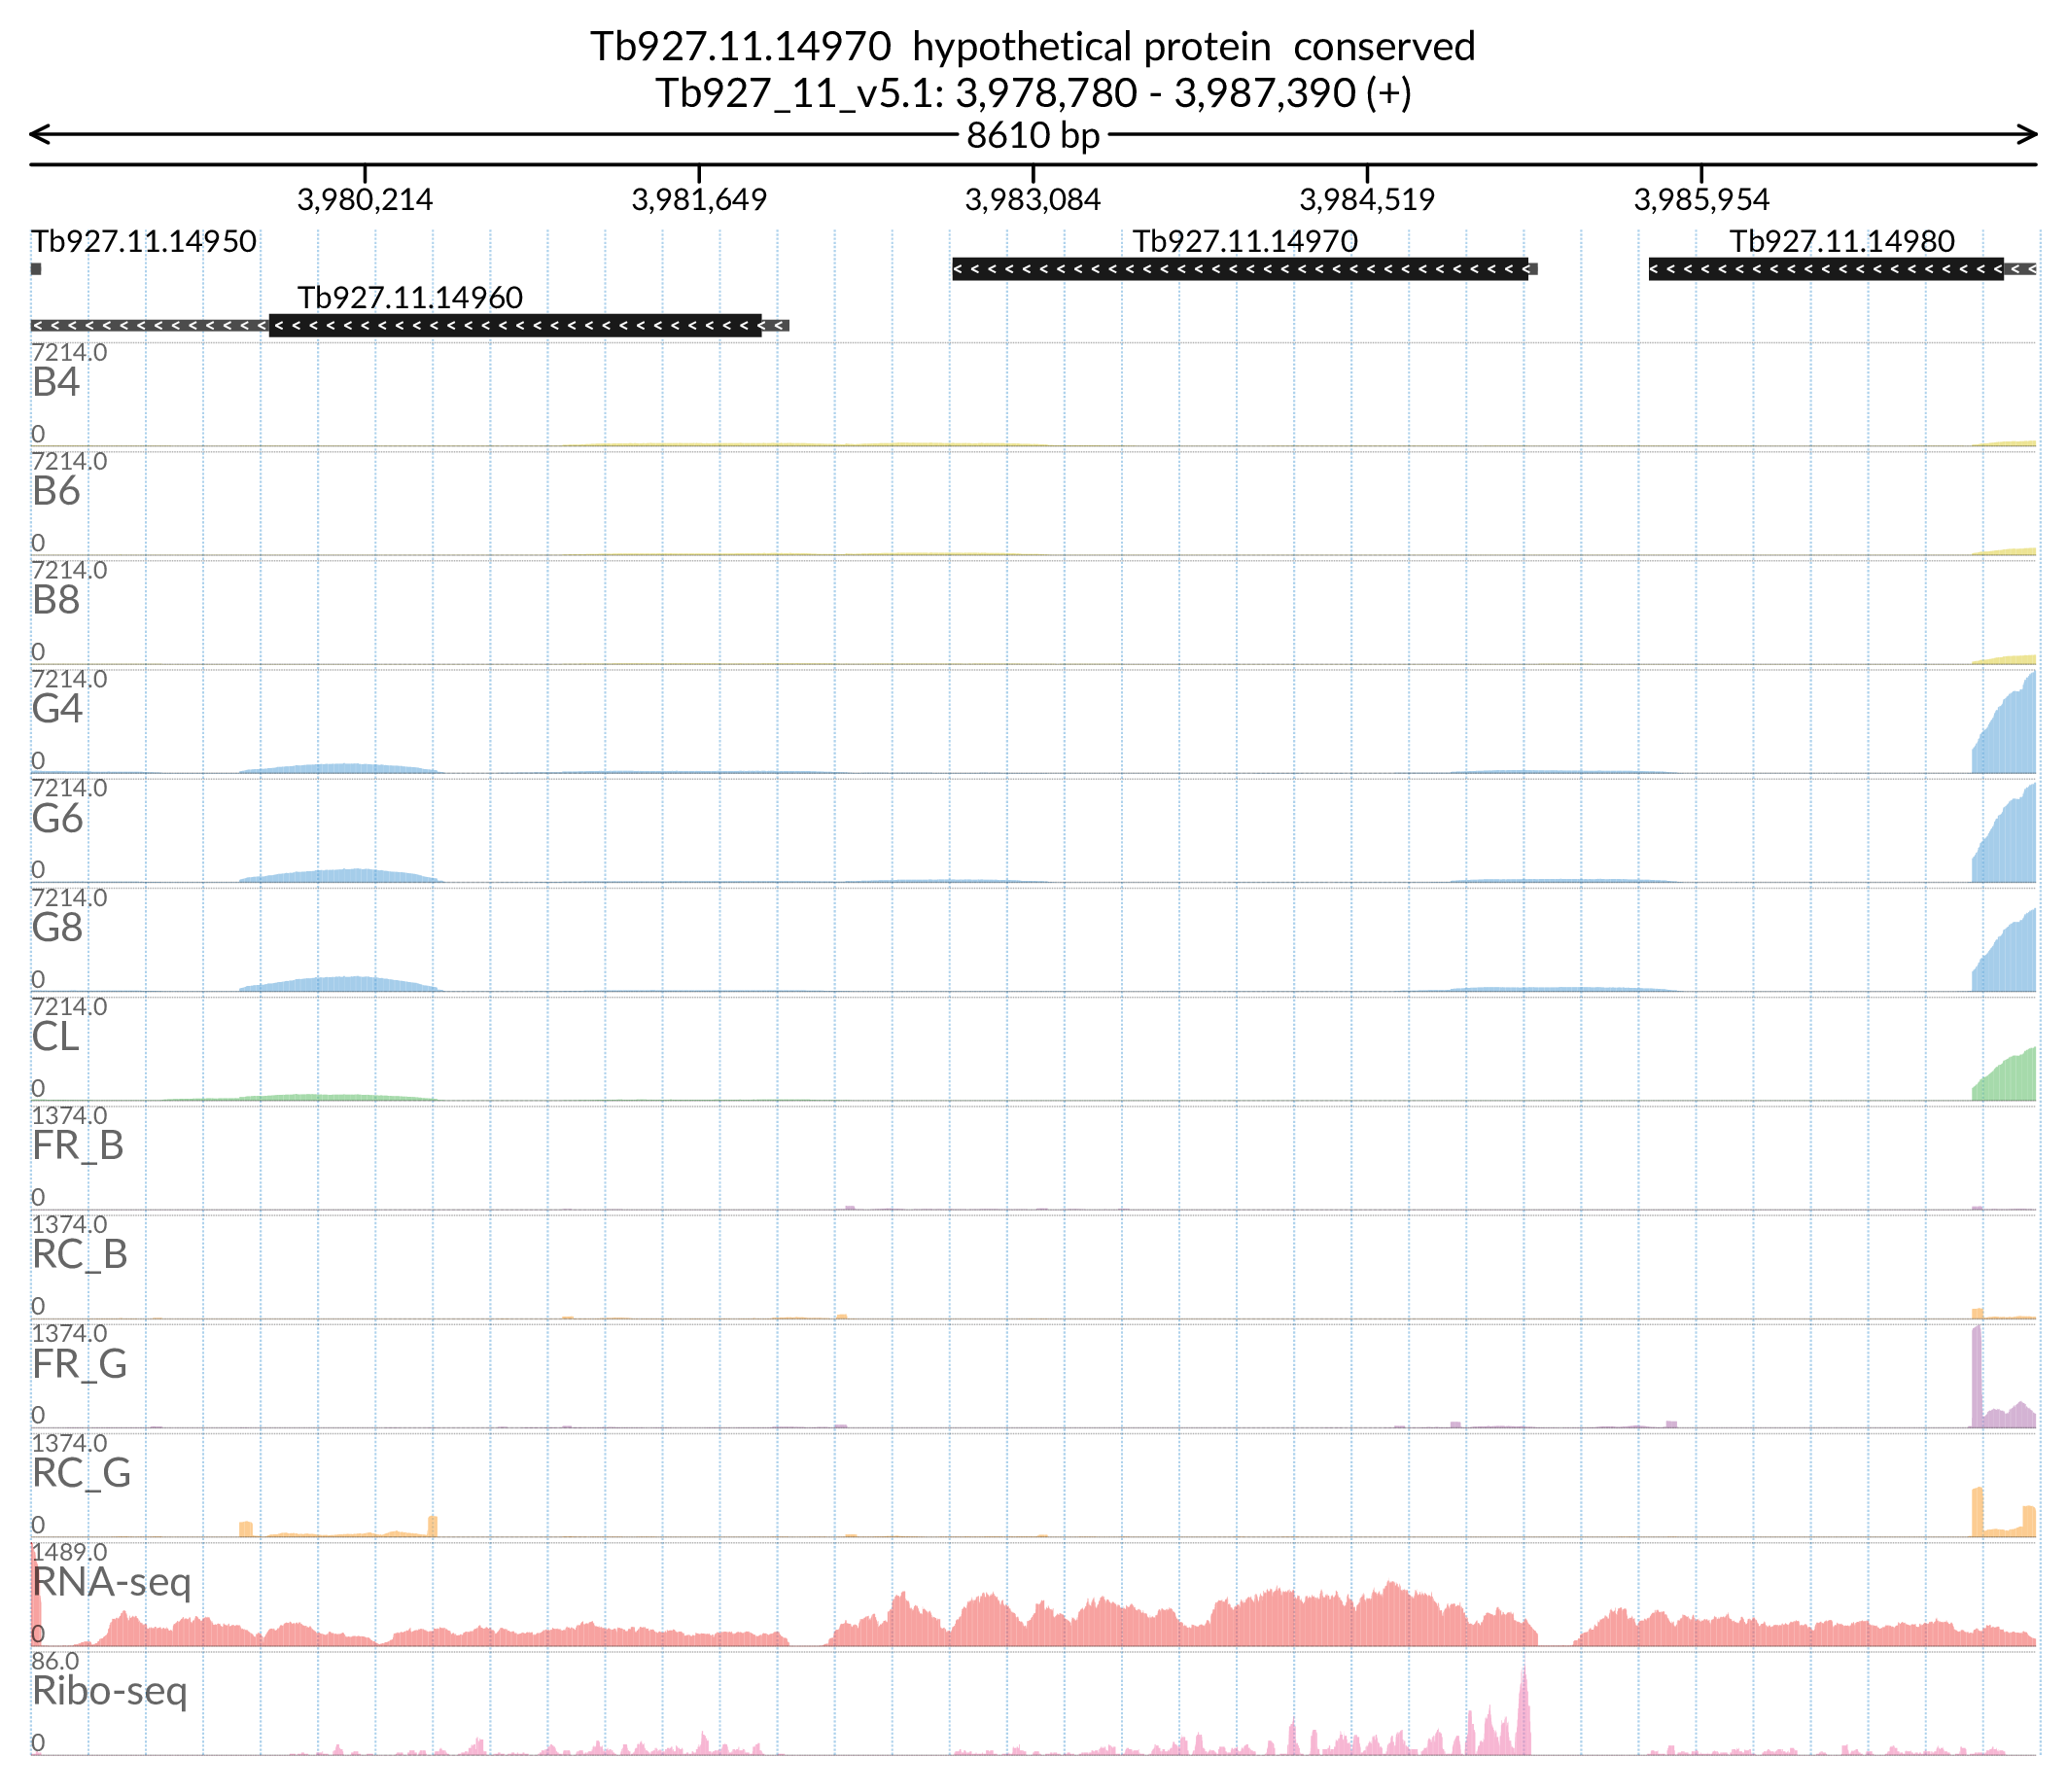 Tb927.11.14970 hypothetical protein conserved
Tb927_11_v5.1: 3,978,780 - 3,987,390 (+)
8610 bp
3,980,214 3,981,649 3,983,084 3,984,519 3,985,954
Tb927.11.14950 Tb927.11.14970 Tb927.11.14980
Tb927.11.14960
7214.0
B4
0
7214.0
B6
0
7214.0
B8
0
7214.0
G4
0
7214.0
G6
0
7214.0
G8
0
7214.0
CL
0
1374.0
FR_B
0
1374.0
RC_B
0
1374.0
FR_G
0
1374.0
RC_G
0
1489.0
RNA-seq
0
86.0
Ribo-seq
0